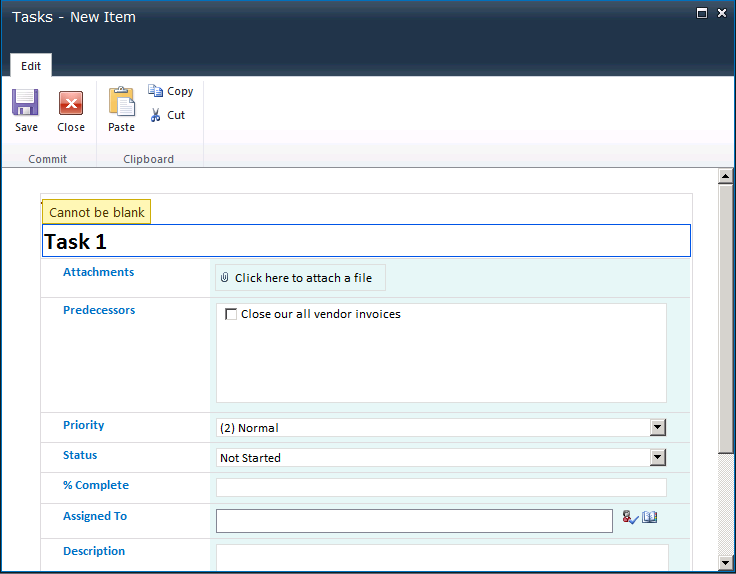 Tasks - New Item
Edit
Save
Close
Paste
Copy
Cut
Commit
Clipboard
Cannot be blank
Task 1
Attachments
Click here to attach a file
Predecessors
Close our all vendor invoices
Priority
(2) Normal
Status
Not Started
% Complete
Assigned To
Description